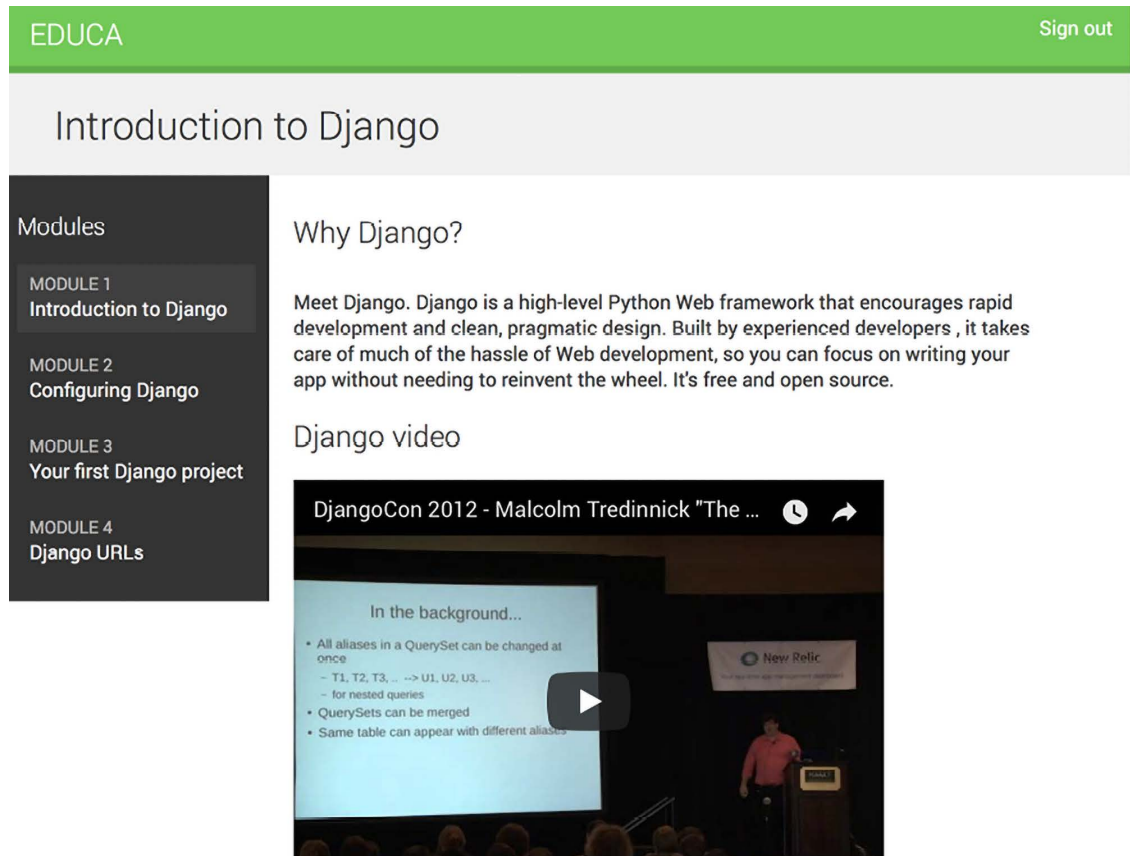 EDUCA
Sign out
Introduction to Django
Modules
MODULE 1
Introduction to Django
MODULE 2
Configuring Django
MODULE 3
Your first Django project
MODULE 4
Django URLs
Why Django?
Meet Django. Django is a high-level Python Web framework that encourages rapid
development and clean, pragmatic design. Built by experienced developers , it takes
care of much of the hassle of Web development, so you can focus on writing your
app without needing to reinvent the wheel. It's free and open source.
Django video
DjangoCon 2012 - Malcolm Tredinnick "The ...
In the background...
• All aliases in a QuerySet can be changed at
once
– T1, T2, T3, .. --> U1, U2, U3, ...
– for nested queries
• QuerySets can be merged
• Same table can appear with different aliases
New Relic